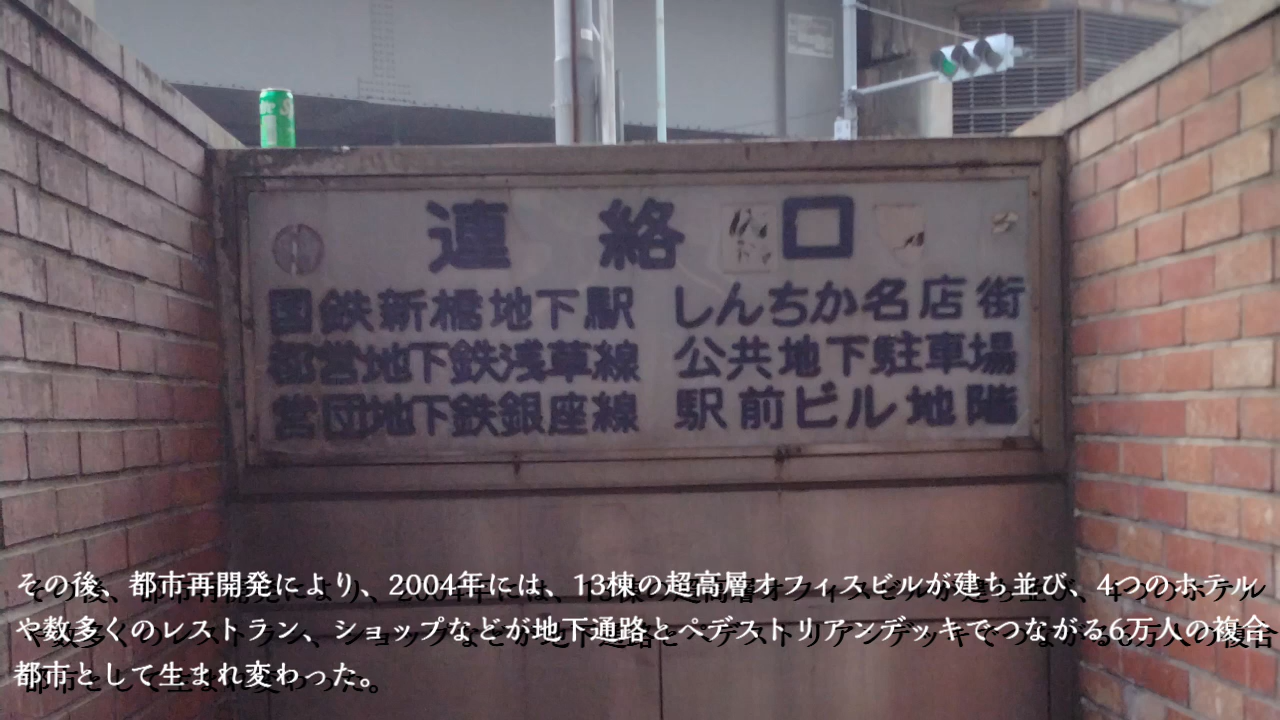 連絡口
国鉄新橋地下駅 しんちか名店街
都営地下鉄浅草線 公共地下駐車場
営団地下鉄銀座線 駅前ビル地階
その後、都市再開発により、2004年には、13棟の超高層オフィスビルが建ち並び、4つのホテル
や数多くのレストラン、ショップなどが地下通路とペデストリアンデッキでつながる6万人の複合
都市として生まれ変わった。